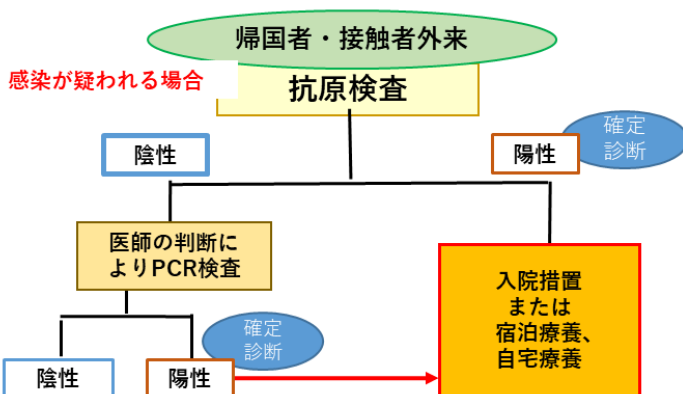 帰国者・接触者外来
感染が疑われる場合
抗原検査
陰性
陽性
確定
診断
医師の判断に
よりPCR検査
入院措置
または
宿泊療養、
自宅療養
確定
診断
陰性
陽性